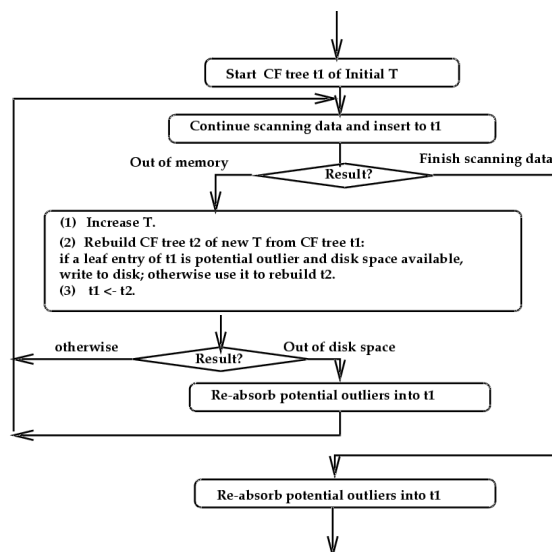 Start CF tree t1 of Initial T
Continue scanning data and insert to t1
Out of memory
Result?
Finish scanning data
(1) Increase T.
(2) Rebuild CF tree t2 of new T from CF tree t1:
if a leaf entry of t1 is potential outlier and disk space available,
write to disk; otherwise use it to rebuild t2.
(3) t1 <- t2.
otherwise
Result?
Out of disk space
Re-absorb potential outliers into t1
Re-absorb potential outliers into t1